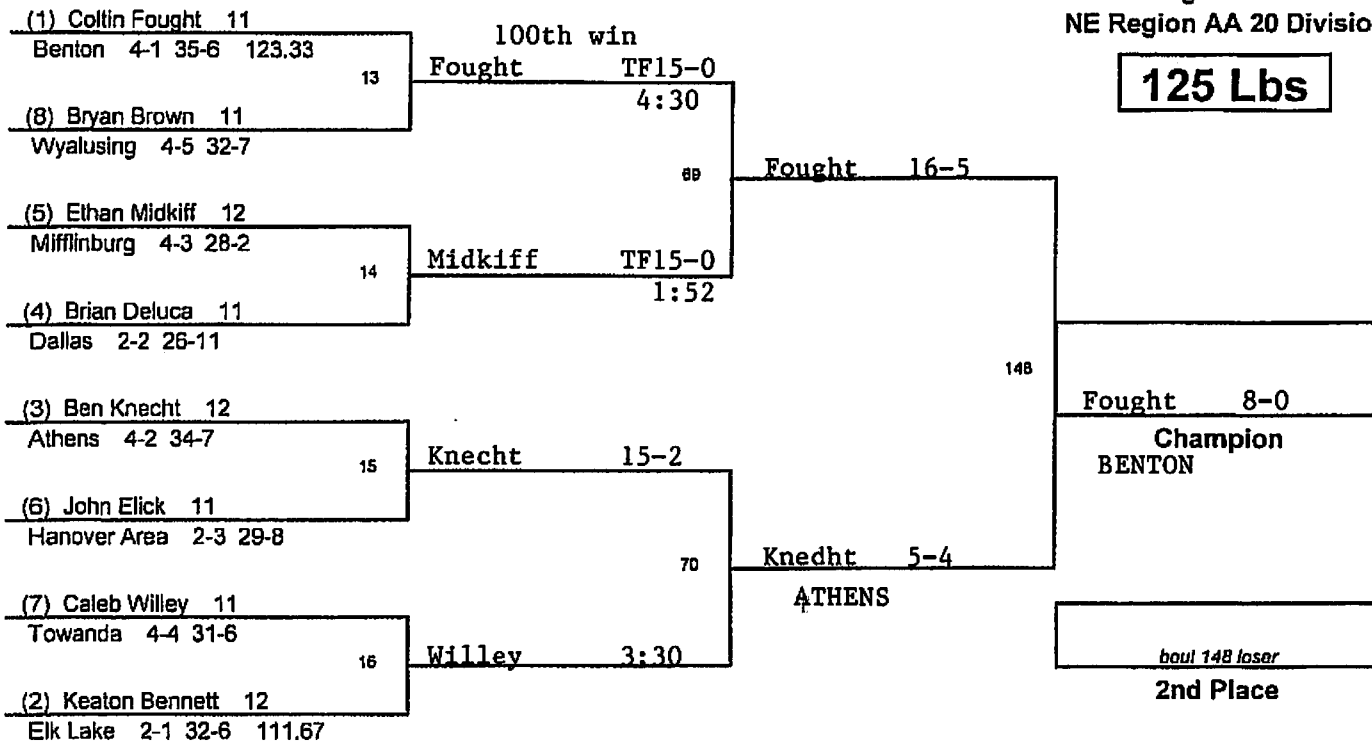 NE Region AA 20 Divisio
125 Lbs
(1) Coltin Fought 11
Benton 4-1 35-6 123.33
100th win
13
Fought TF15-0
4:30
(8) Bryan Brown 11
Wyalusing 4-5 32-7
69
Fought 16-5
(5) Ethan Midkiff 12
Mifflinburg 4-3 28-2
14
Midkiff TF15-0
1:52
(4) Brian Deluca 11
Dallas 2-2 26-11
148
Fought 8-0
Champion
BENTON
(3) Ben Knecht 12
Athens 4-2 34-7
15
Knecht 15-2
(6) John Elick 11
Hanover Area 2-3 29-8
70
Knedht 5-4
ATHENS
(7) Caleb Willey 11
Towanda 4-4 31-6
16
Willey 3:30
(2) Keaton Bennett 12
Elk Lake 2-1 32-6 111.67
bout 148 loser
2nd Place